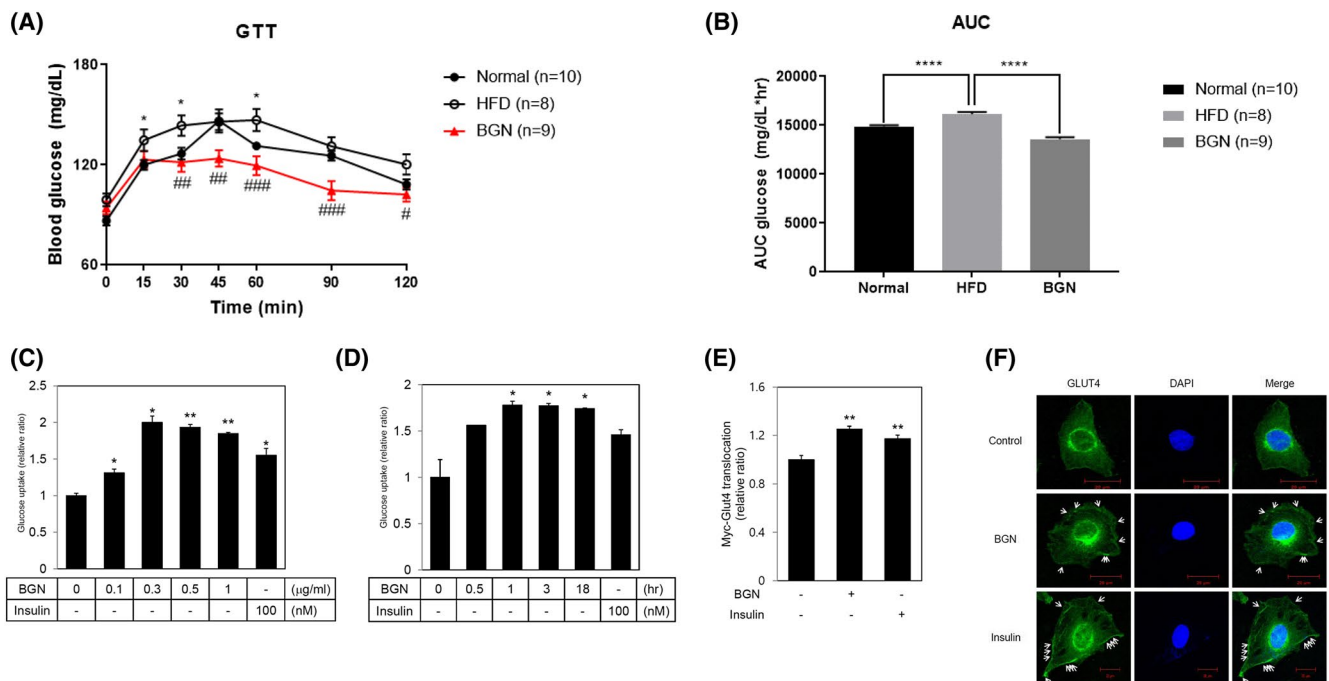 (A)
GTT
Blood glucose (mg/dL)
180
120
60
0 15 30 45 60 90 120
Time (min)
* * *
## ## ### ### #
Normal (n=10)
HFD (n=8)
BGN (n=9)
(B)
AUC
AUC glucose (mg/dL*hr)
20000
15000
10000
5000
0
**** ****
Normal HFD BGN
Normal (n=10)
HFD (n=8)
BGN (n=9)
(C)
Glucose uptake (relative ratio)
2.5
2
1.5
1
0.5
0
* * ** ** *
BGN 0 0.1 0.3 0.5 1 - (μg/ml)
Insulin - - - - - 100 (nM)
(D)
Glucose uptake (relative ratio)
2
1.5
1
0.5
0
* * *
BGN 0 0.5 1 3 18 - (hr)
Insulin - - - - - 100 (nM)
(E)
Myc-Glut4 translocation
(relative ratio)
1.6
1.2
0.8
0.4
0
** **
BGN - + -
Insulin - - +
(F)
GLUT4 DAPI Merge
Control
BGN
Insulin